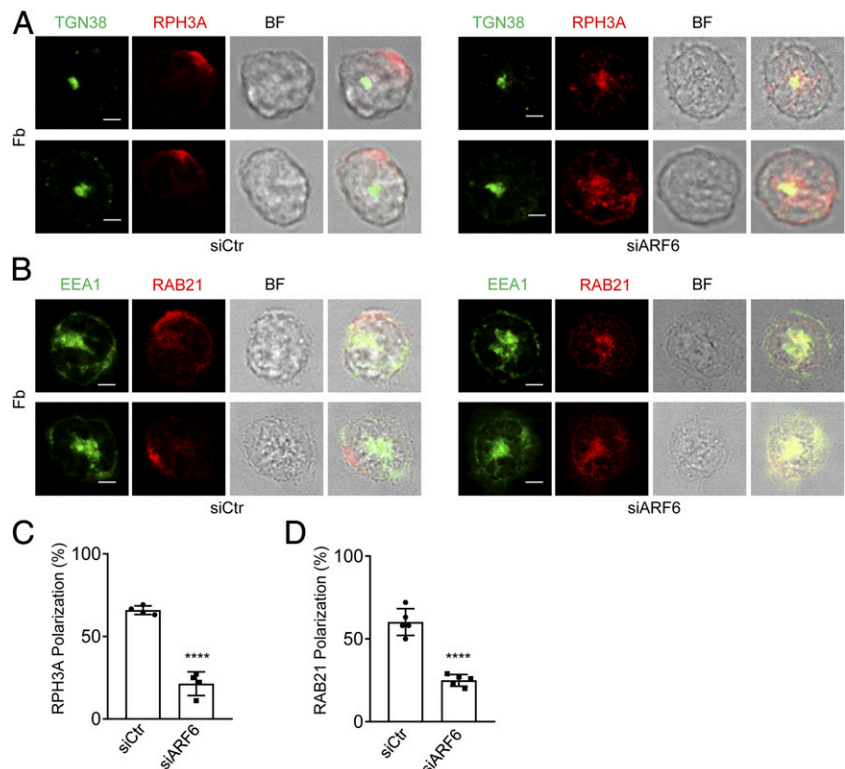 A
TGN38 RPH3A BF TGN38 RPH3A BF
Fb
siCtr siARF6
B
EEA1 RAB21 BF EEA1 RAB21 BF
Fb
siCtr siARF6
C
RPH3A Polarization (%)
100
50
0
****
siCtr siARF6
D
RAB21 Polarization (%)
100
50
0
****
siCtr siARF6